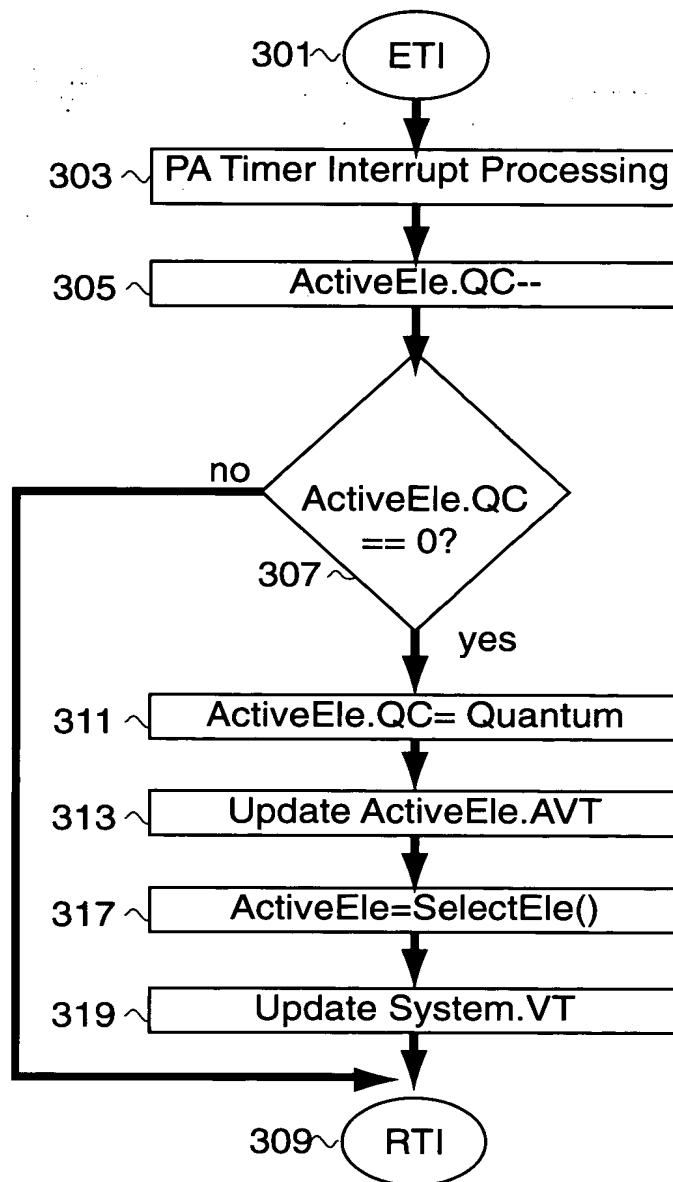 301 ETI
303 PA Timer Interrupt Processing
305 ActiveEle.QC--
no
ActiveEle.QC
== 0?
307
yes
311 ActiveEle.QC= Quantum
313 Update ActiveEle.AVT
317 ActiveEle=SelectEle()
319 Update System.VT
309 RTI